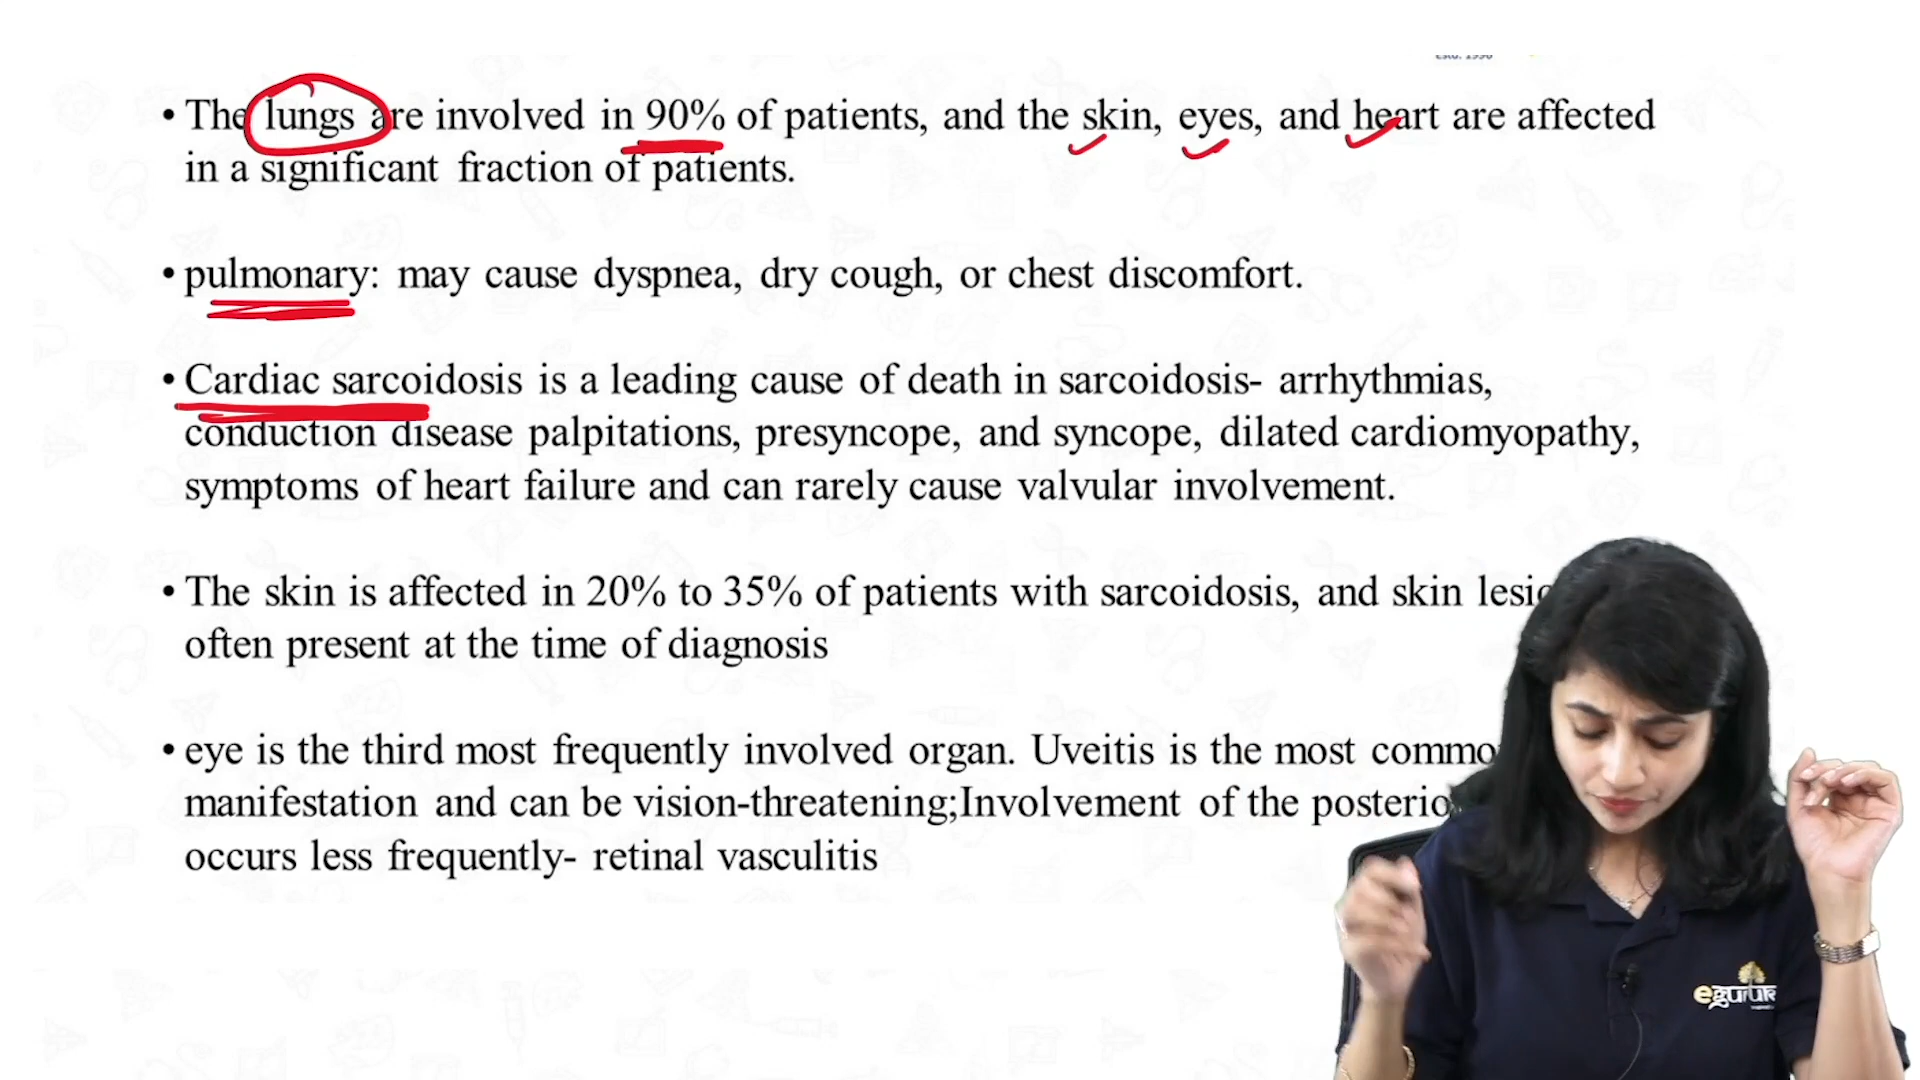 Estd. 1990
• The lungs are involved in 90% of patients, and the skin, eyes, and heart are affected
in a significant fraction of patients.
• pulmonary: may cause dyspnea, dry cough, or chest discomfort.
• Cardiac sarcoidosis is a leading cause of death in sarcoidosis- arrhythmias,
conduction disease palpitations, presyncope, and syncope, dilated cardiomyopathy,
symptoms of heart failure and can rarely cause valvular involvement.
• The skin is affected in 20% to 35% of patients with sarcoidosis, and skin
often present at the time of diagnosis
• eye is the third most frequently involved organ. Uveitis is the most
manifestation and can be vision-threatening;Involvement of the
occurs less frequently- retinal vasculitis